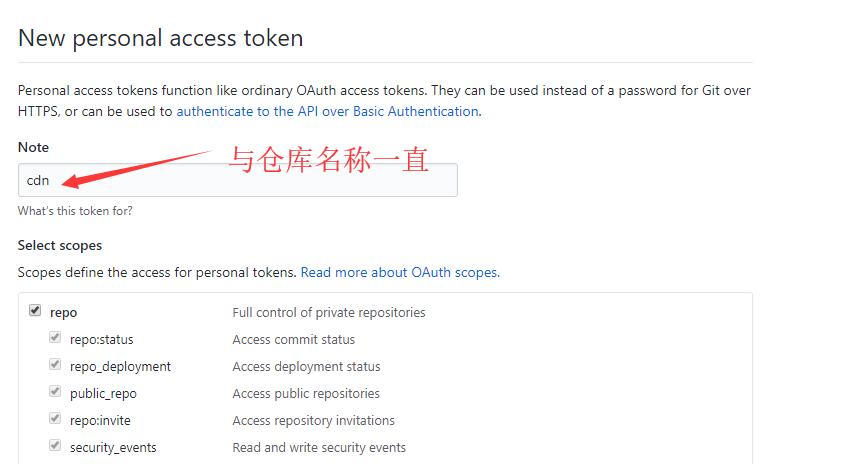 New personal access token
Personal access tokens function like ordinary OAuth access tokens. They can be used instead of a password for Git over
HTTPS, or can be used to authenticate to the API over Basic Authentication.
Note
与仓库名称一直
cdn
What's this token for?
Select scopes
Scopes define the access for personal tokens. Read more about OAuth scopes.
repo Full control of private repositories
repo:status Access commit status
repo_deployment Access deployment status
public_repo Access public repositories
repo:invite Access repository invitations
security_events Read and write security events